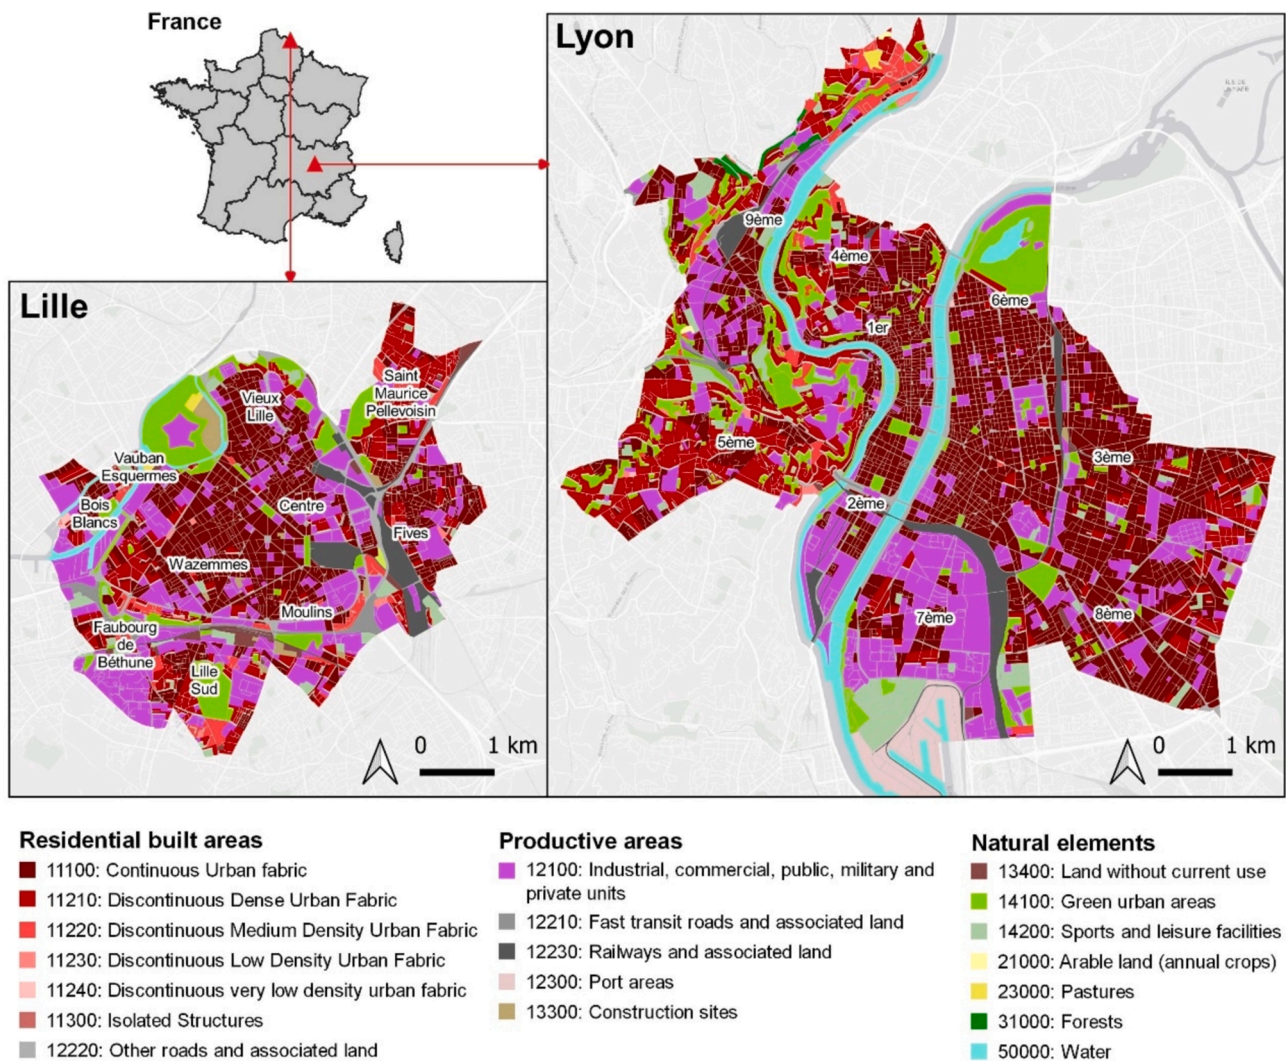 France
Lyon
9ème
4ème
6ème
1er
5ème
3ème
2ème
7ème
8ème
0 1 km
Lille
Saint
Maurice
Pellevoisin
Vieux
Lille
Vauban
Esquermes
Bois
Blancs
Centre
Fives
Wazemmes
Moulins
Faubourg
de
Béthune
Lille
Sud
0 1 km
Residential built areas
11100: Continuous Urban fabric
11210: Discontinuous Dense Urban Fabric
11220: Discontinuous Medium Density Urban Fabric
11230: Discontinuous Low Density Urban Fabric
11240: Discontinuous very low density urban fabric
11300: Isolated Structures
12220: Other roads and associated land
Productive areas
12100: Industrial, commercial, public, military and
private units
12210: Fast transit roads and associated land
12230: Railways and associated land
12300: Port areas
13300: Construction sites
Natural elements
13400: Land without current use
14100: Green urban areas
14200: Sports and leisure facilities
21000: Arable land (annual crops)
23000: Pastures
31000: Forests
50000: Water